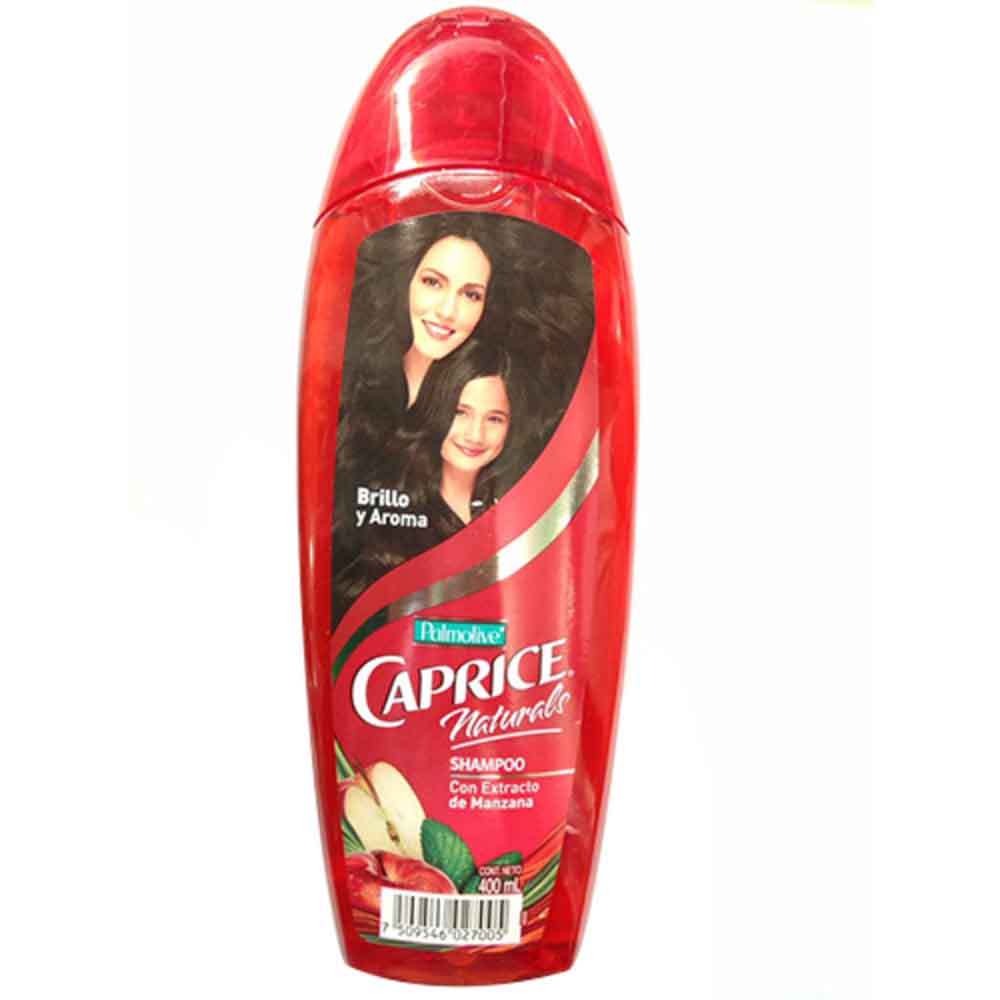 Brillo
y Aroma
Palmolive®
CAPRICE®
Naturals
SHAMPOO
Con Extracto
de Manzana
CONT. NETO
400 ml.
7 509546 027005